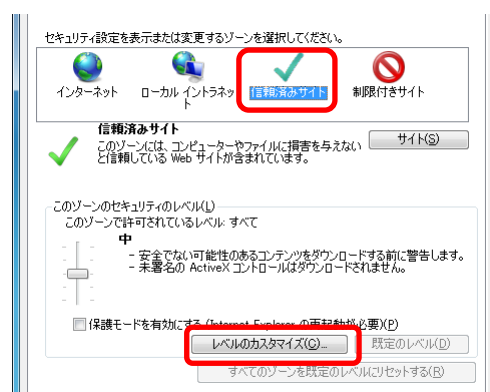 セキュリティ設定を表示または変更するゾーンを選択してください。
インターネット
ローカル イントラネッ
ト
信頼済みサイト
制限付きサイト
信頼済みサイト
このゾーンには、コンピューターやファイルに損害を与えない
と信頼している Web サイトが含まれています。
サイト(S)
このゾーンのセキュリティのレベル(L)
このゾーンで許可されているレベル: すべて
中
- 安全でない可能性のあるコンテンツをダウンロードする前に警告します。
- 未署名の ActiveX コントロールはダウンロードされません。
保護モードを有効にする (Internet Explorer の再起動が必要)(P)
レベルのカスタマイズ(C)...
既定のレベル(D)
すべてのゾーンを既定のレベルにリセットする(R)